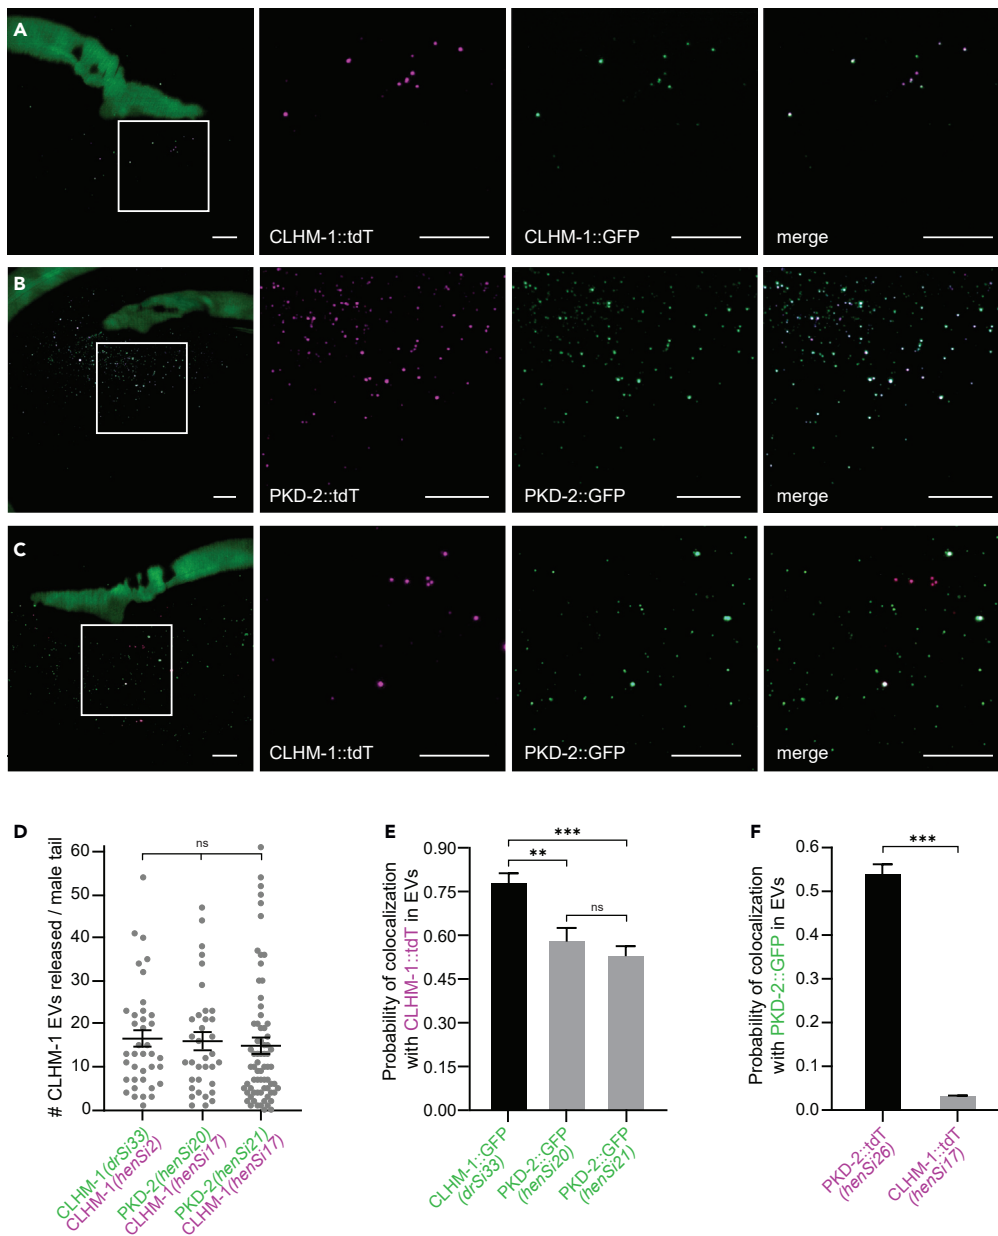 A
CLHM-1::tdT
CLHM-1::GFP
merge
B
PKD-2::tdT
PKD-2::GFP
merge
C
CLHM-1::tdT
PKD-2::GFP
merge
D
# CLHM-1 EVs released / male tail
60
50
40
30
20
10
0
ns
CLHM-1(drSi33)
CLHM-1(henSi2)
PKD-2(henSi20)
CLHM-1(henSi17)
PKD-2(henSi21)
CLHM-1(henSi17)
E
Probability of colocalization
with CLHM-1::tdT in EVs
0.90
0.75
0.60
0.45
0.30
0.15
0.00
***
**
ns
CLHM-1::GFP
(drSi33)
PKD-2::GFP
(henSi20)
PKD-2::GFP
(henSi21)
F
Probability of colocalization
with PKD-2::GFP in EVs
0.6
0.5
0.4
0.3
0.2
0.1
0.0
***
PKD-2::tdT
(henSi26)
CLHM-1::tdT
(henSi17)